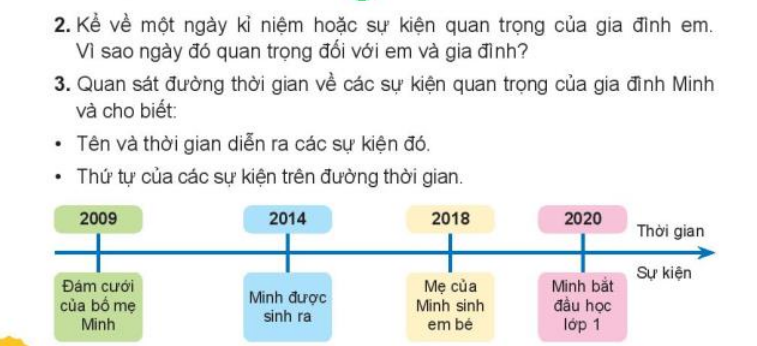 2. Kể về một ngày kỉ niệm hoặc sự kiện quan trọng của gia đình em.
Vì sao ngày đó quan trọng đối với em và gia đình?
3. Quan sát đường thời gian về các sự kiện quan trọng của gia đình Minh
và cho biết:
• Tên và thời gian diễn ra các sự kiện đó.
• Thứ tự của các sự kiện trên đường thời gian.
2009
2014
2018
2020
Thời gian
Sự kiện
Đám cưới
của bố mẹ
Minh
Minh được
sinh ra
Mẹ của
Minh sinh
em bé
Minh bắt
đầu học
lớp 1